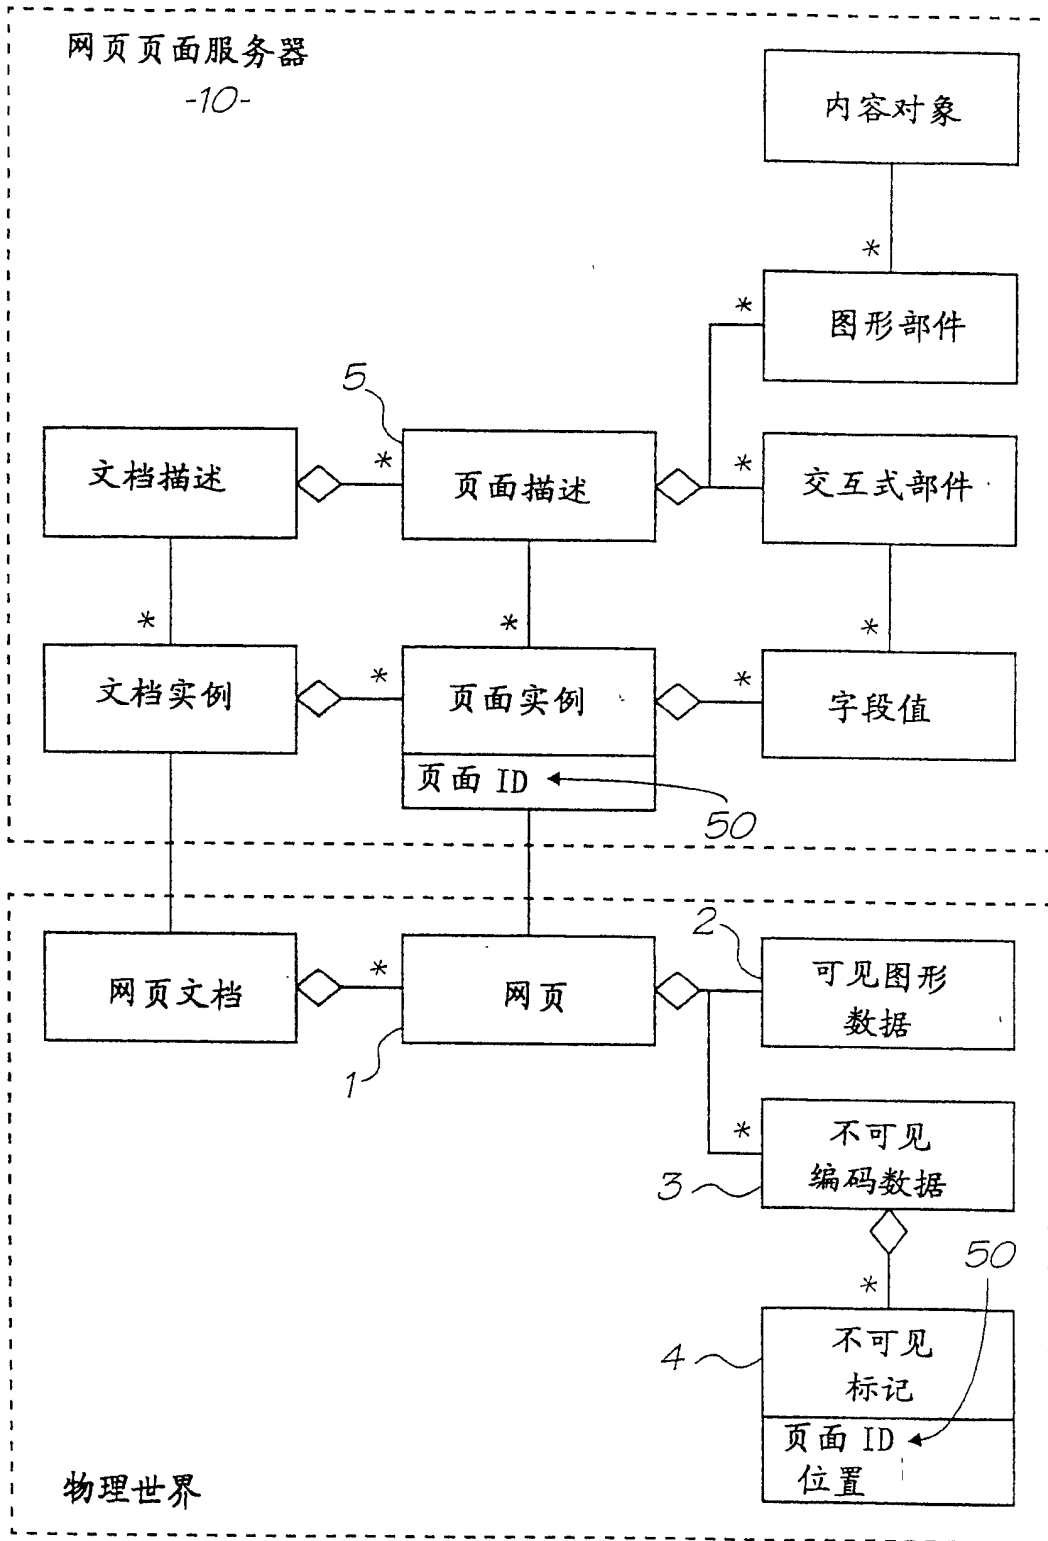 网页页面服务器
-10-
内容对象
*
图形部件
*
5
文档描述
*
页面描述
*
交互式部件
*
*
*
文档实例
*
页面实例
*
字段值
页面 ID
50
网页文档
*
网页
1
2
可见图形
数据
*
3
不可见
编码数据
50
*
4
不可见
标记
页面 ID
位置
物理世界